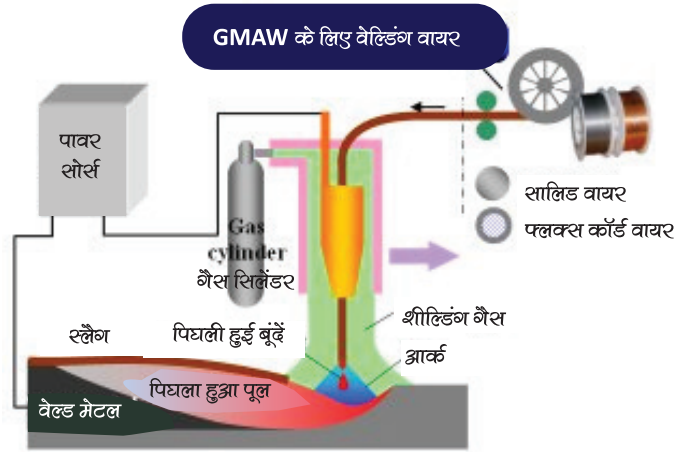 GMAW के लिए वेल्डिंग वायर
पावर
सोर्स
सालिड वायर
फ्लक्स कॉर्ड वायर
Gas
cylinder
गैस सिलेंडर
शील्डिंग गैस
स्लैग
पिघली हुई बूंदें
आर्क
पिघला हुआ पूल
वेल्ड मेटल